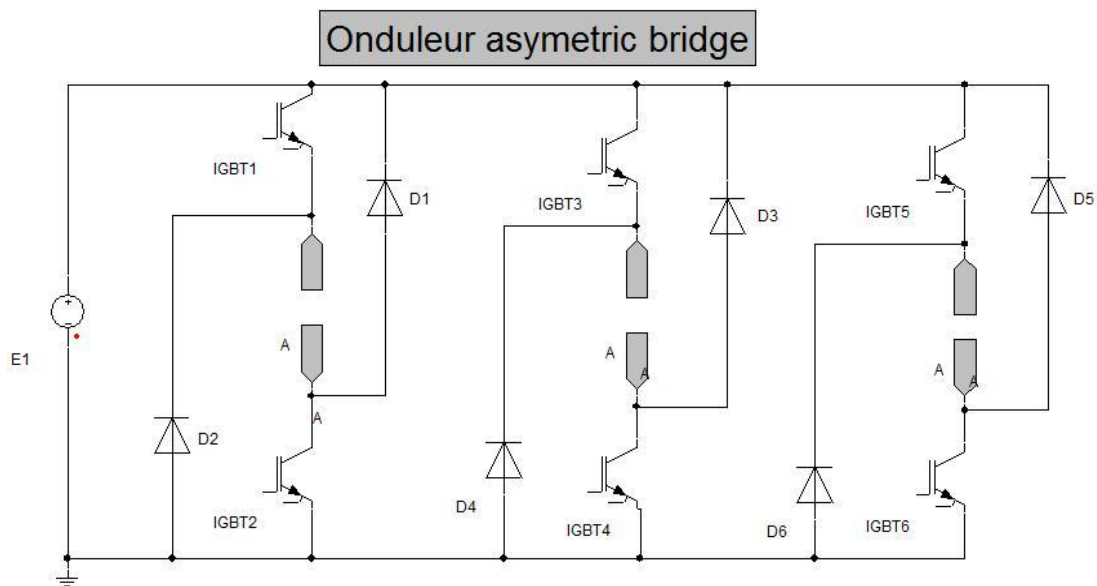 Onduleur asymetric bridge
IGBT1
D1
IGBT3
D3
IGBT5
D5
E1
A
A
A
A
A
A
D2
IGBT2
D4
IGBT4
D6
IGBT6